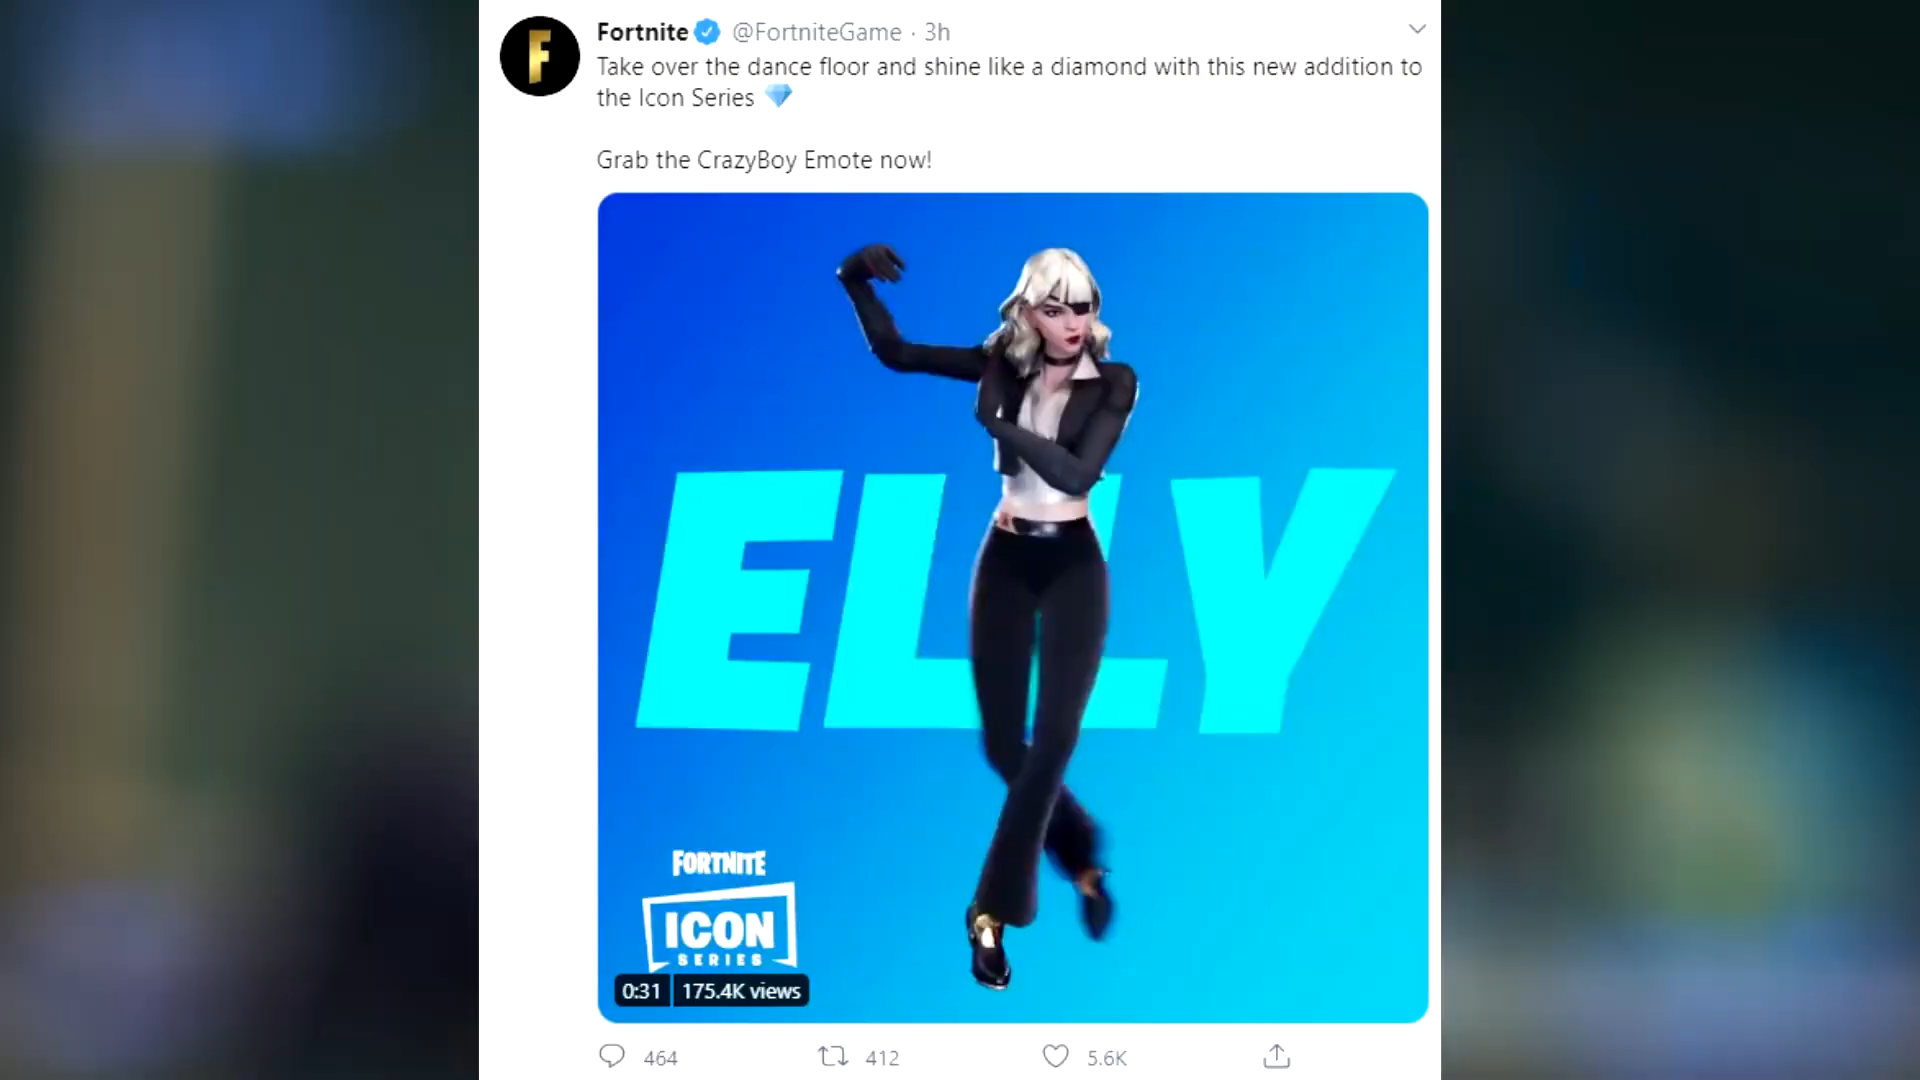 Fortnite @FortniteGame · 3h
Take over the dance floor and shine like a diamond with this new addition to
the Icon Series 💎
Grab the CrazyBoy Emote now!
ELLY
FORTNITE
ICON
SERIES
0:31 175.4K views
464 412 5.6K